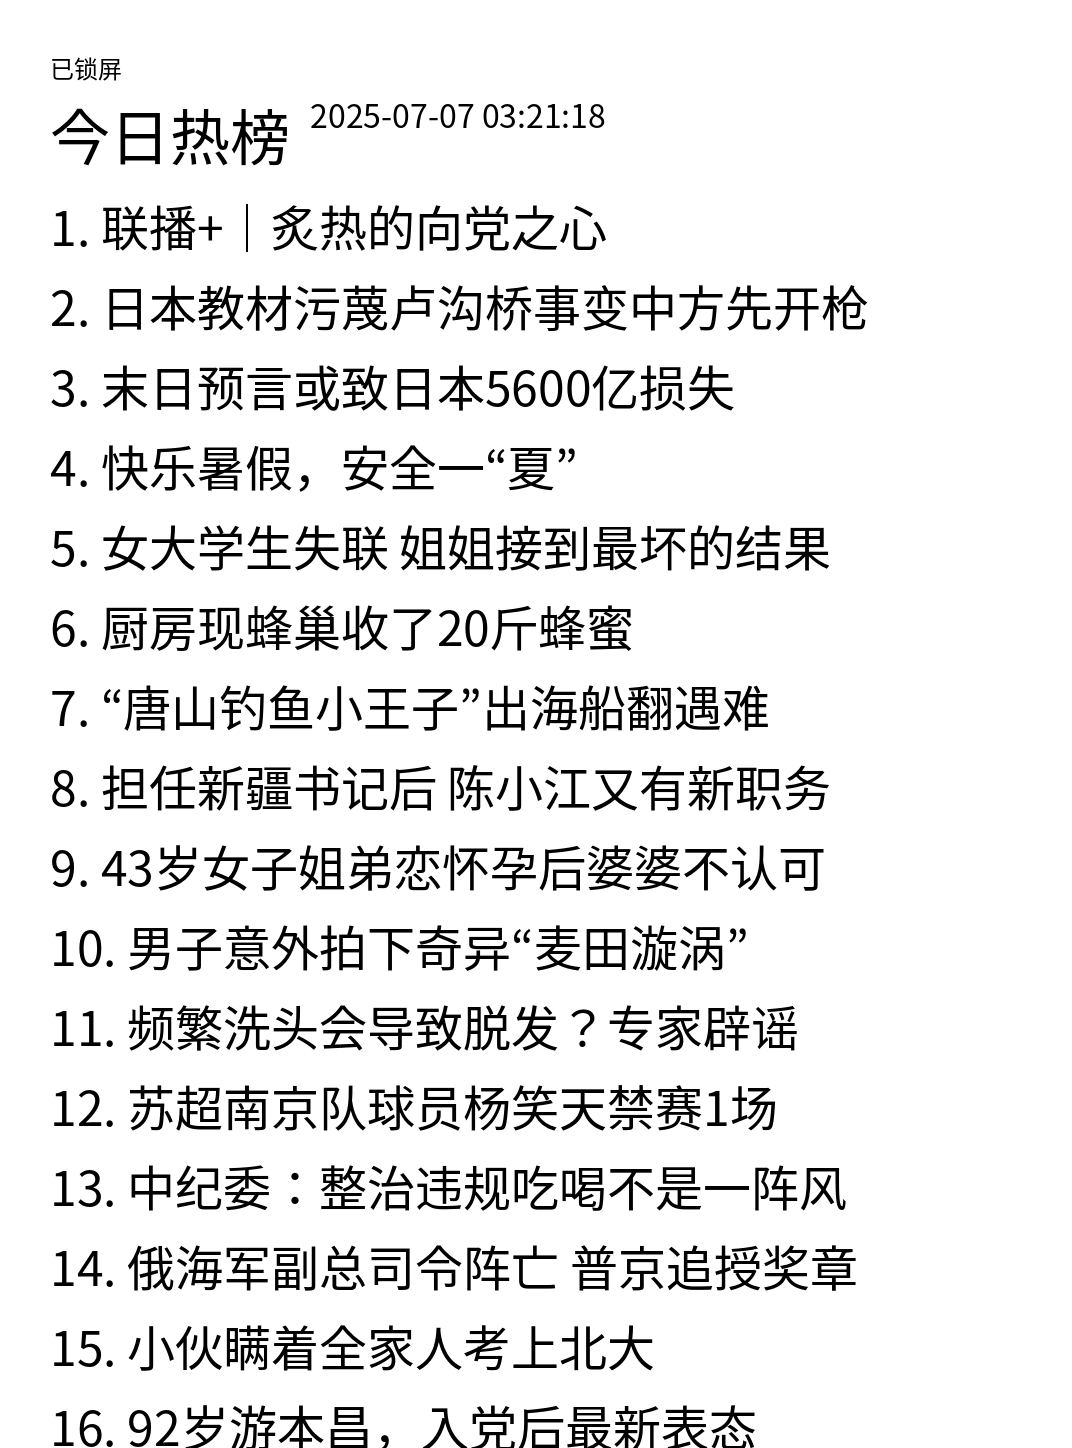 已锁屏
今日热榜 2025-07-07 03:21:18
1. 联播+｜炙热的向党之心
2. 日本教材污蔑卢沟桥事变中方先开枪
3. 末日预言或致日本5600亿损失
4. 快乐暑假，安全一“夏”
5. 女大学生失联 姐姐接到最坏的结果
6. 厨房现蜂巢收了20斤蜂蜜
7. “唐山钓鱼小王子”出海船翻遇难
8. 担任新疆书记后 陈小江又有新职务
9. 43岁女子姐弟恋怀孕后婆婆不认可
10. 男子意外拍下奇异“麦田漩涡”
11. 频繁洗头会导致脱发？专家辟谣
12. 苏超南京队球员杨笑天禁赛1场
13. 中纪委：整治违规吃喝不是一阵风
14. 俄海军副总司令阵亡 普京追授奖章
15. 小伙瞒着全家人考上北大
16. 92岁游本昌，入党后最新表态